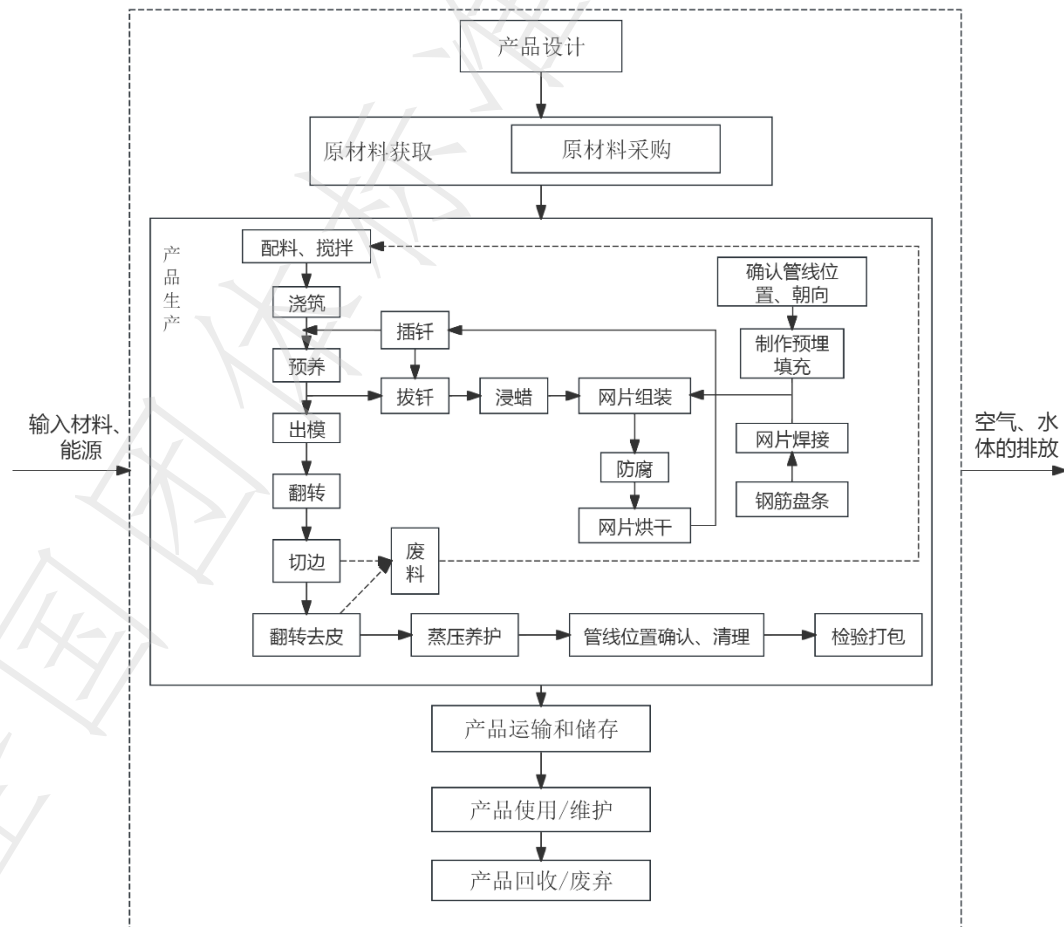 产品设计
原材料获取
原材料采购
产
品
生
产
配料、搅拌
浇筑
预养
出模
翻转
切边
翻转去皮
插钎
拔钎
浸蜡
网片组装
防腐
网片烘干
确认管线位
置、朝向
制作预埋
填充
网片焊接
钢筋盘条
废
料
蒸压养护
管线位置确认、清理
检验打包
输入材料、
能源
空气、水
体的排放
产品运输和储存
产品使用/维护
产品回收/废弃
全国团体标准